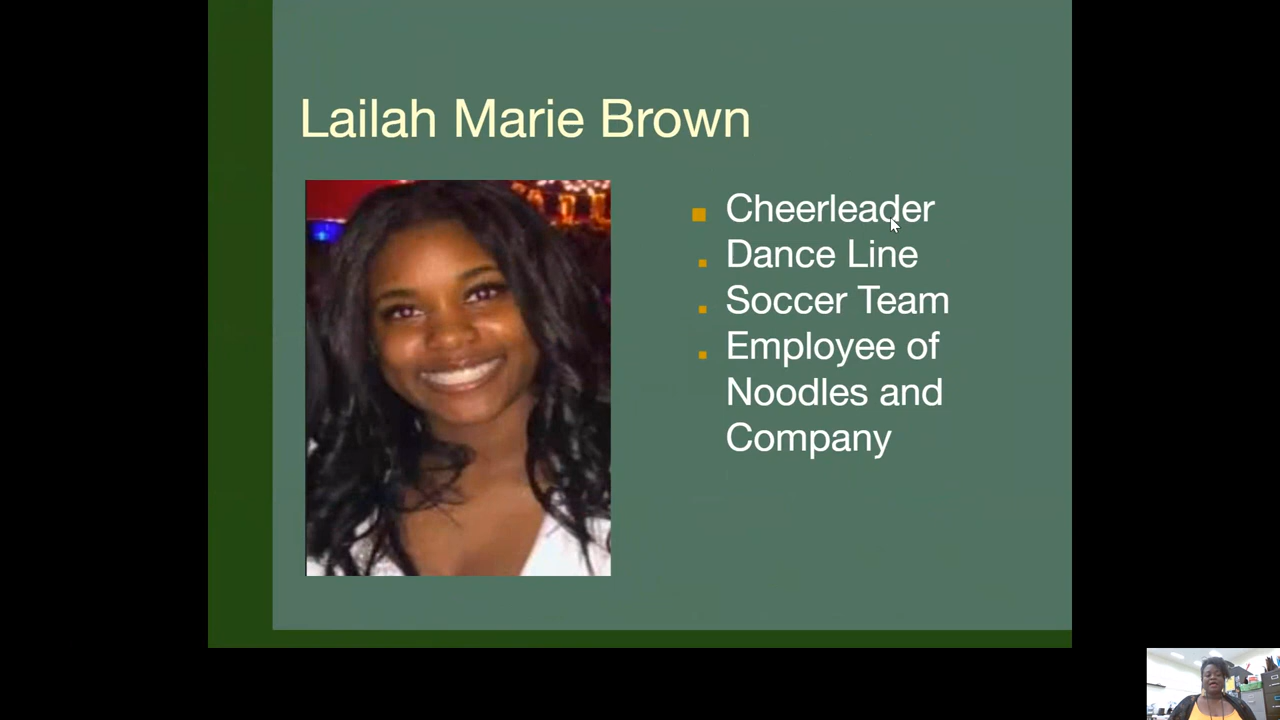 Lailah Marie Brown
Cheerleader
Dance Line
Soccer Team
Employee of
Noodles and
Company